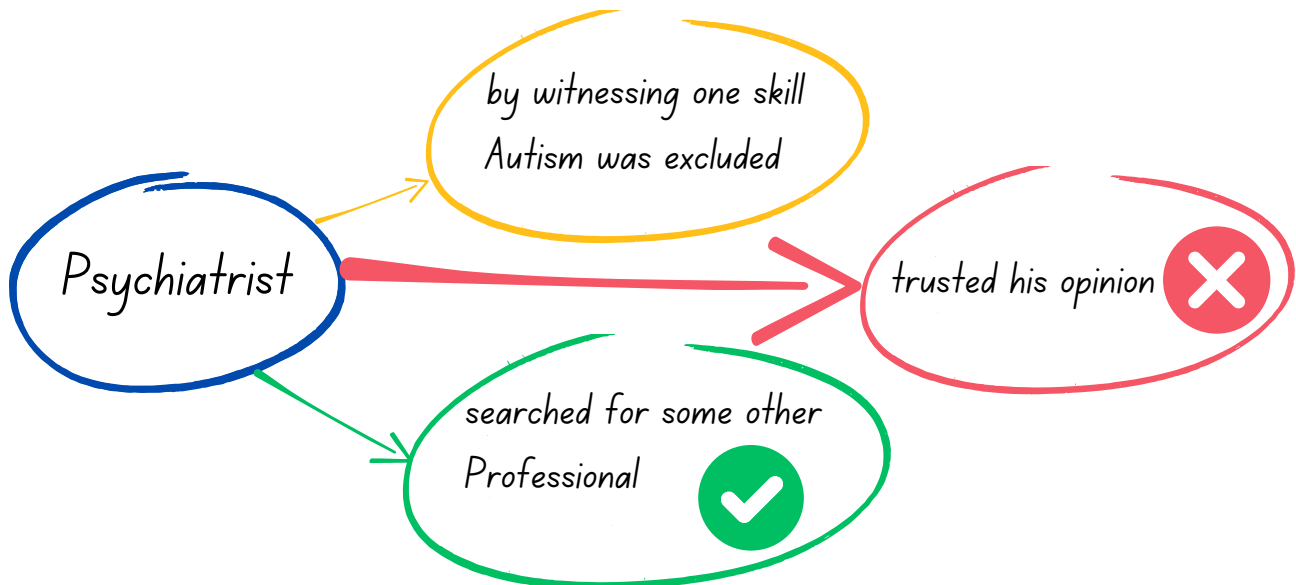 by witnessing one skill
Autism was excluded
Psychiatrist
trusted his opinion
searched for some other
Professional